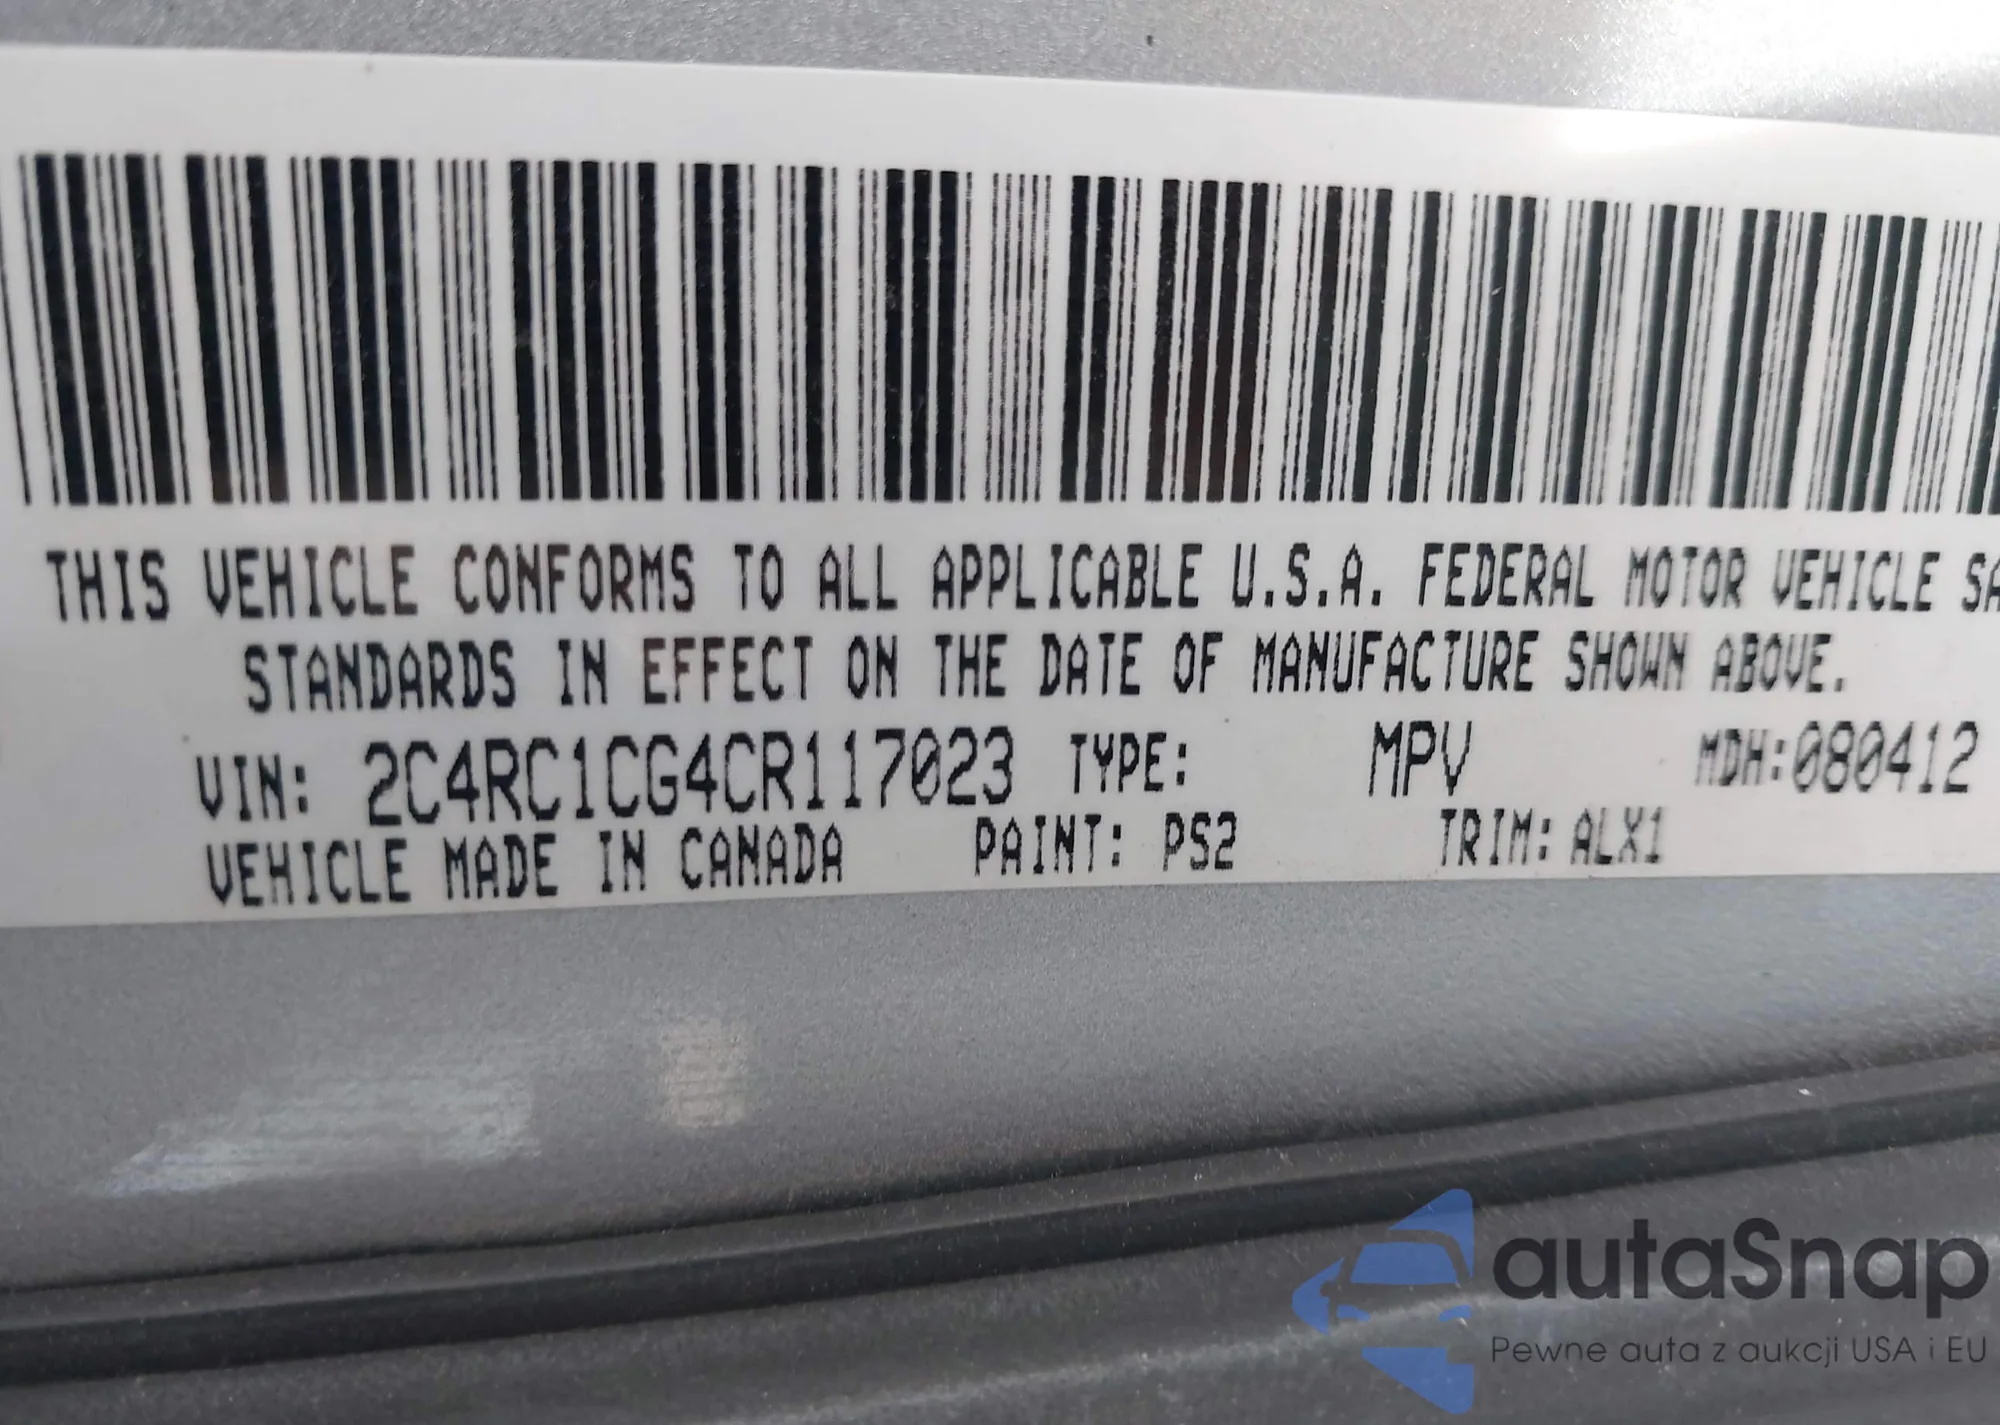 THIS VEHICLE CONFORMS TO ALL APPLICABLE U.S.A. FEDERAL MOTOR VEHICLE SA
STANDARDS IN EFFECT ON THE DATE OF MANUFACTURE SHOWN ABOVE.
VIN: 2C4RC1CG4CR117023 TYPE: MPV MDH:080412
VEHICLE MADE IN CANADA PAINT: PS2 TRIM: ALX1
autaSnap
Pewne auta z aukcji USA i EU